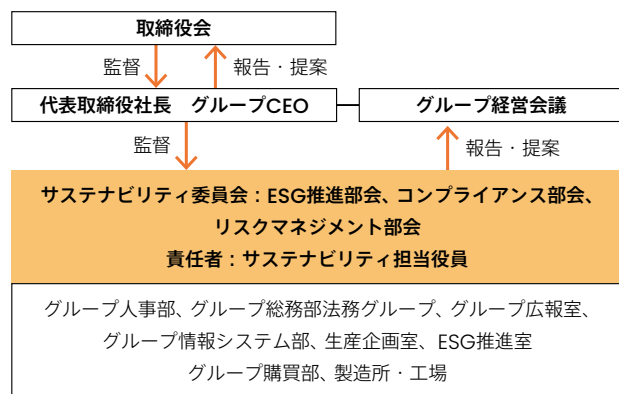 取締役会
監督
報告・提案
代表取締役社長　グループCEO
グループ経営会議
監督
報告・提案
サステナビリティ委員会：ESG推進部会、コンプライアンス部会、
リスクマネジメント部会
責任者：サステナビリティ担当役員
グループ人事部、グループ総務部法務グループ、グループ広報室、
グループ情報システム部、生産企画室、ESG推進室
グループ購買部、製造所・工場